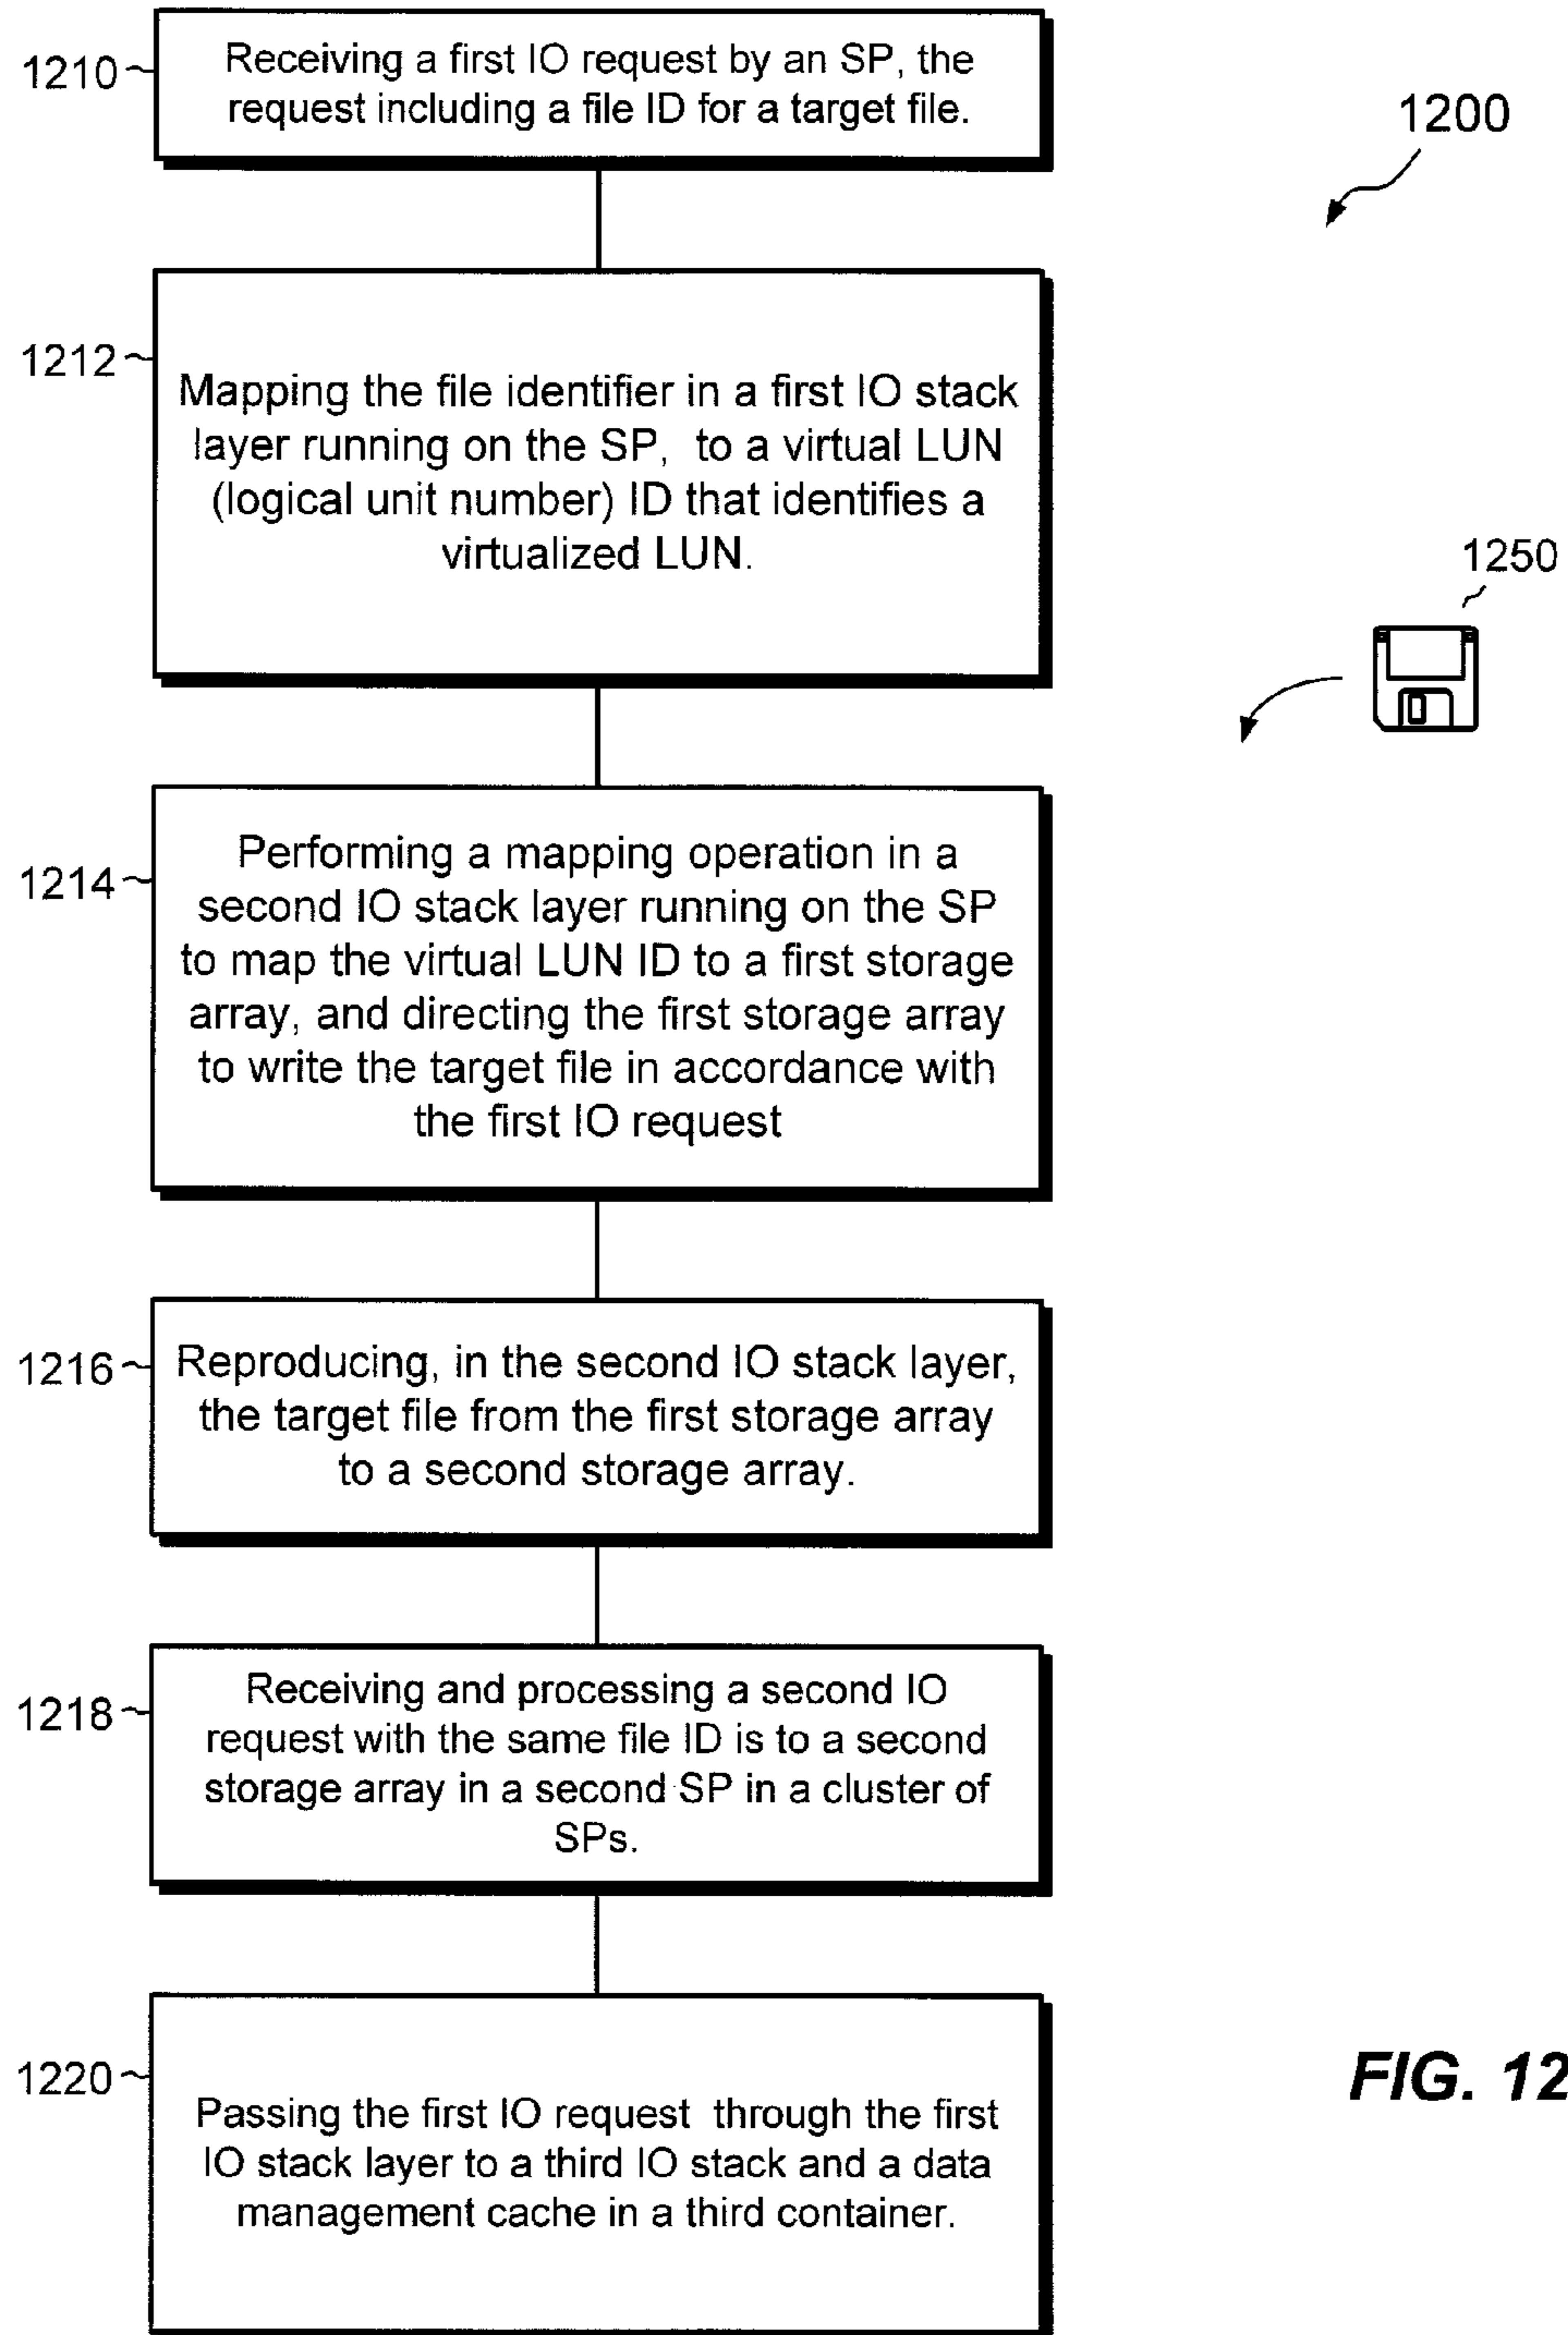 1210
Receiving a first IO request by an SP, the
request including a file ID for a target file.
1200
1212
Mapping the file identifier in a first IO stack
layer running on the SP, to a virtual LUN
(logical unit number) ID that identifies a
virtualized LUN.
1250
1214
Performing a mapping operation in a
second IO stack layer running on the SP
to map the virtual LUN ID to a first storage
array, and directing the first storage array
to write the target file in accordance with
the first IO request
1216
Reproducing, in the second IO stack layer,
the target file from the first storage array
to a second storage array.
1218
Receiving and processing a second IO
request with the same file ID is to a second
storage array in a second SP in a cluster of
SPs.
1220
Passing the first IO request through the first
IO stack layer to a third IO stack and a data
management cache in a third container.
FIG. 12